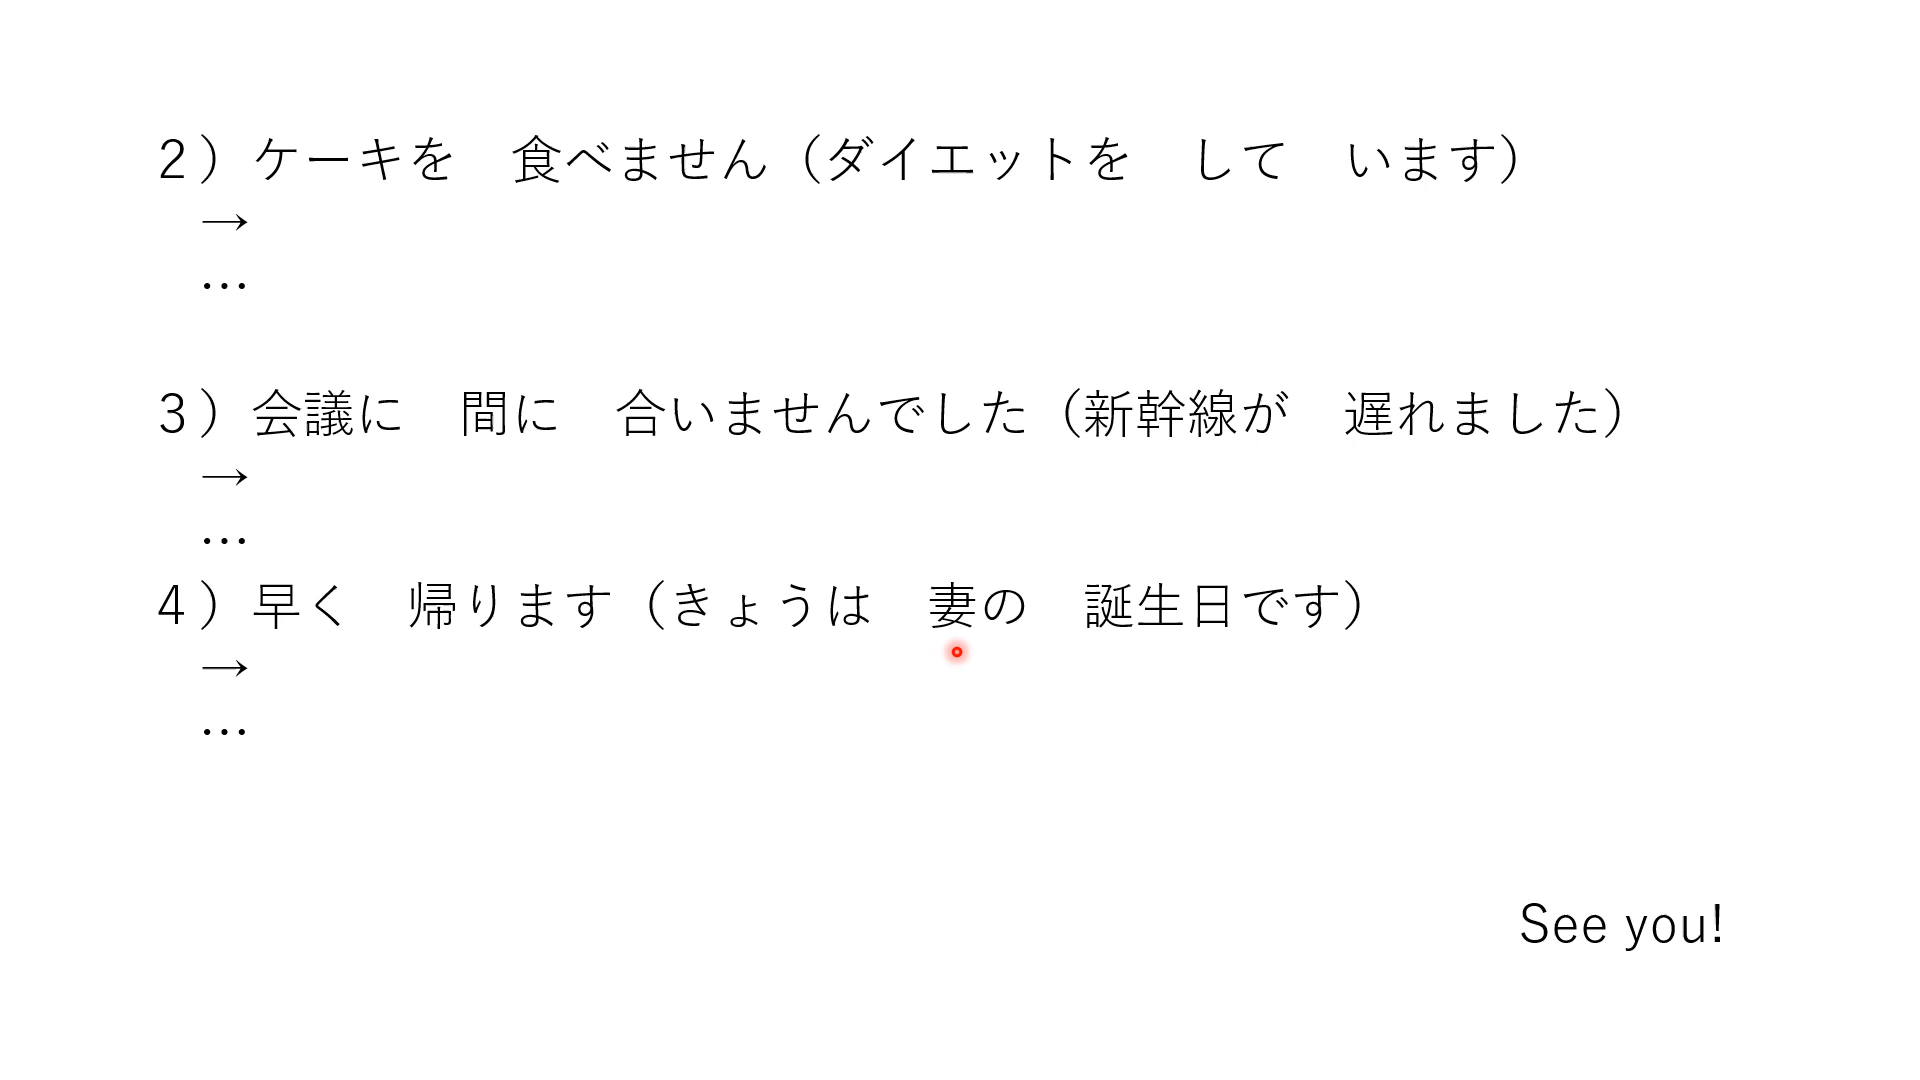 ２）ケーキを　食べません（ダイエットを　して　います）
→
…
３）会議に　間に　合いませんでした（新幹線が　遅れました）
→
…
４）早く　帰ります（きょうは　妻の　誕生日です）
→
…
See you!